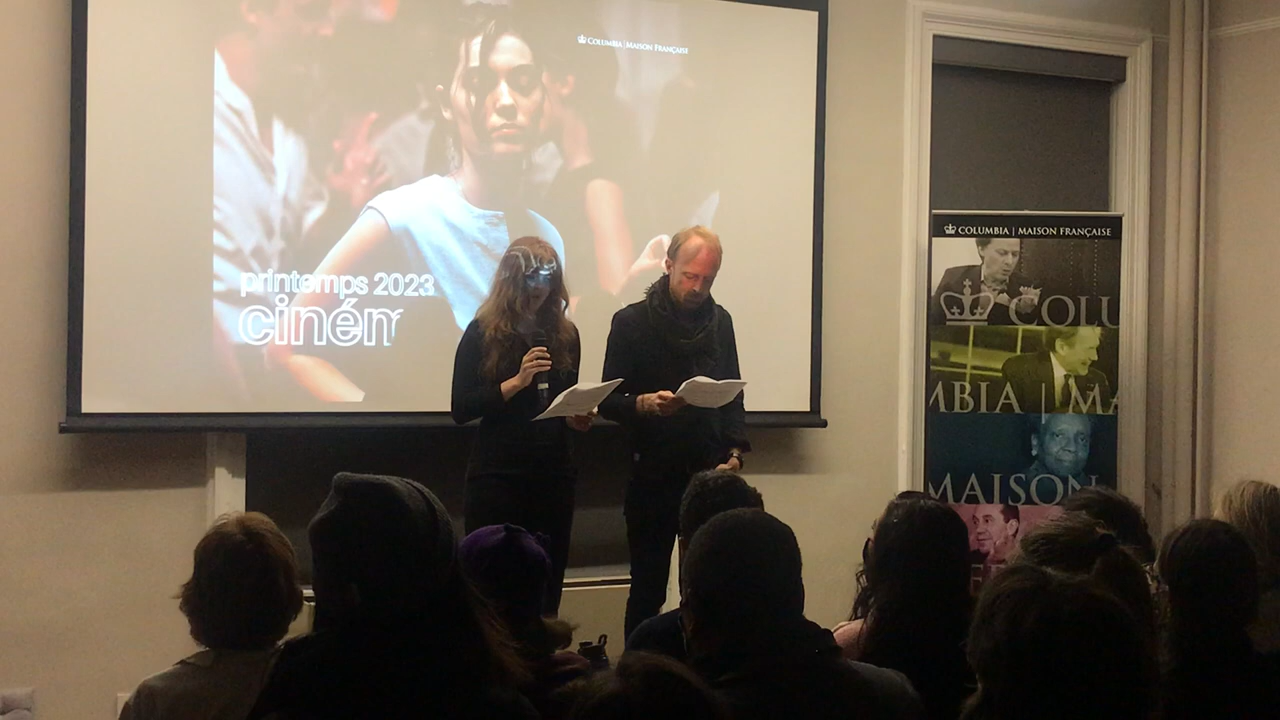 COLUMBIA | MAISON FRANÇAISE
printemps 2023
ciném
COLUMBIA | MAISON FRANÇAISE
COLU
MBIA | MA
MAISON